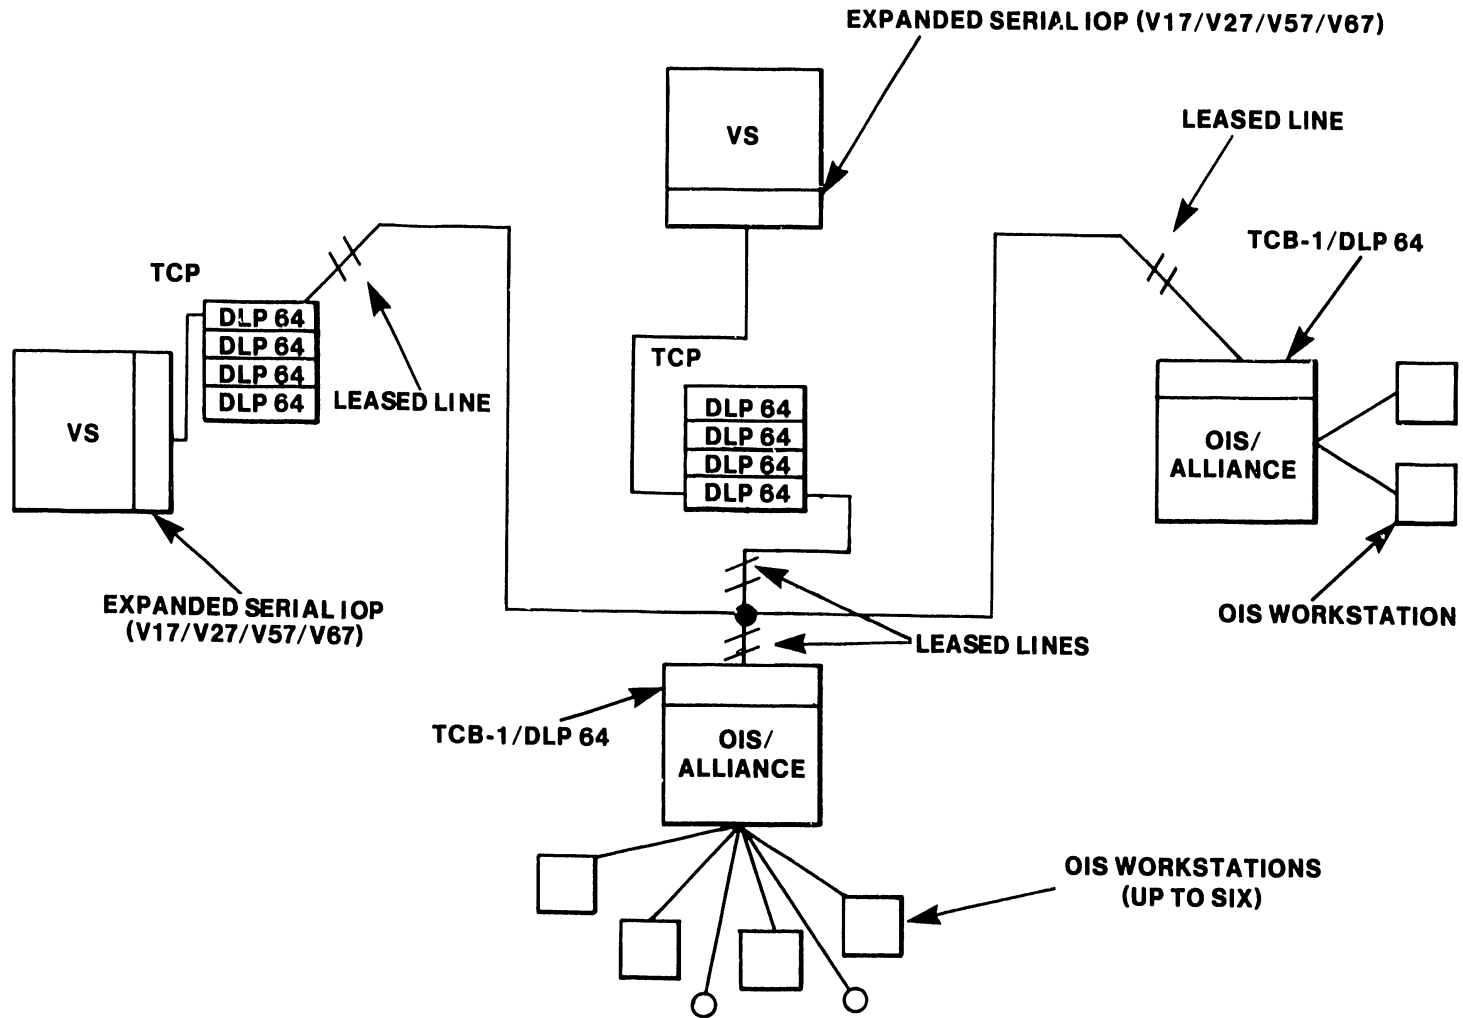 EXPANDED SERIAL IOP (V17/V27/V57/V67)
VS
LEASED LINE
TCB-1/DLP 64
TCP
DLP 64
DLP 64
DLP 64
DLP 64
LEASED LINE
VS
EXPANDED SERIAL IOP
(V17/V27/V57/V67)
TCP
DLP 64
DLP 64
DLP 64
DLP 64
OIS/
ALLIANCE
OIS WORKSTATION
LEASED LINES
TCB-1/DLP 64
OIS/
ALLIANCE
OIS WORKSTATIONS
(UP TO SIX)